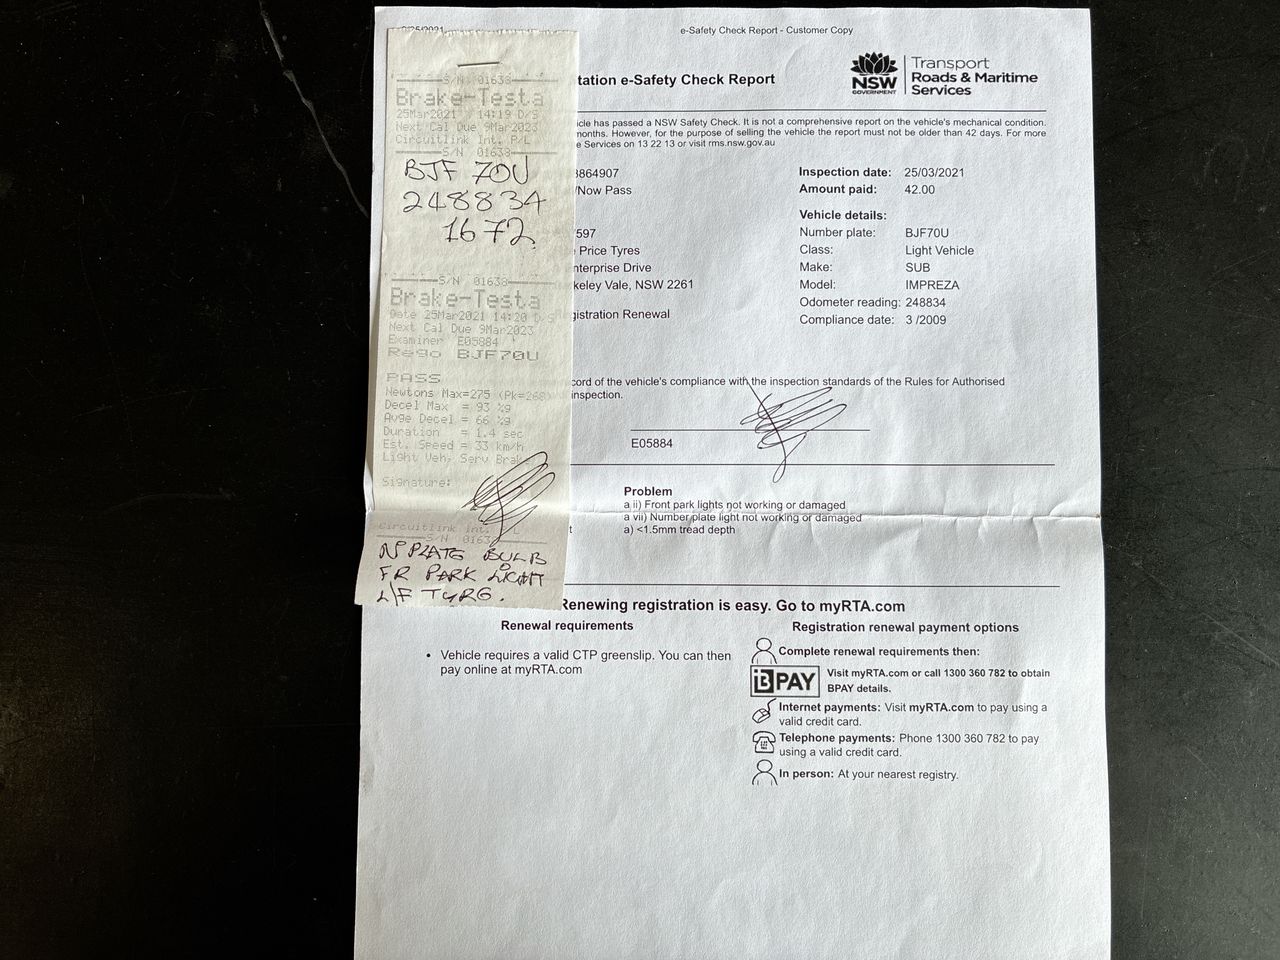 e-Safety Check Report - Customer Copy
tation e-Safety Check Report
NSW
GOVERNMENT
Transport
Roads & Maritime
Services
icle has passed a NSW Safety Check. It is not a comprehensive report on the vehicle's mechanical condition.
months. However, for the purpose of selling the vehicle the report must not be older than 42 days. For more
e Services on 13 22 13 or visit rms.nsw.gov.au
S/N 01638
Brake-Testa
25Mar2021 14:19 D/S
Next Cal Due 9Mar2023
Circuitlink Int. P/L
S/N 01638
BJF 70U
248834
1672
S/N 01638
Brake-Testa
Date 25Mar2021 14:20 D/S
Next Cal Due 9Mar2023
Examiner E05884
Rego BJF70U
PASS
Newtons Max=275 (Pk=268)
Decel Max = 93 %g
Avge Decel = 66 %g
Duration = 1.4 sec
Est. Speed = 33 km/h
Light Veh, Serv Brake
Signature:
Circuitlink Int. P/L
S/N 0163
N PLATE BULB
FR PARK LIGHT
L/F TYRE.
3864907
/Now Pass
597
e Price Tyres
nterprise Drive
keley Vale, NSW 2261
gistration Renewal
Inspection date: 25/03/2021
Amount paid: 42.00
Vehicle details:
Number plate: BJF70U
Class: Light Vehicle
Make: SUB
Model: IMPREZA
Odometer reading: 248834
Compliance date: 3 /2009
cord of the vehicle's compliance with the inspection standards of the Rules for Authorised
inspection.
E05884
Problem
a ii) Front park lights not working or damaged
a vii) Number plate light not working or damaged
t a) <1.5mm tread depth
Renewing registration is easy. Go to myRTA.com
Renewal requirements
• Vehicle requires a valid CTP greenslip. You can then
pay online at myRTA.com
Registration renewal payment options
Complete renewal requirements then:
BPAY
Visit myRTA.com or call 1300 360 782 to obtain
BPAY details.
Internet payments: Visit myRTA.com to pay using a
valid credit card.
Telephone payments: Phone 1300 360 782 to pay
using a valid credit card.
In person: At your nearest registry.